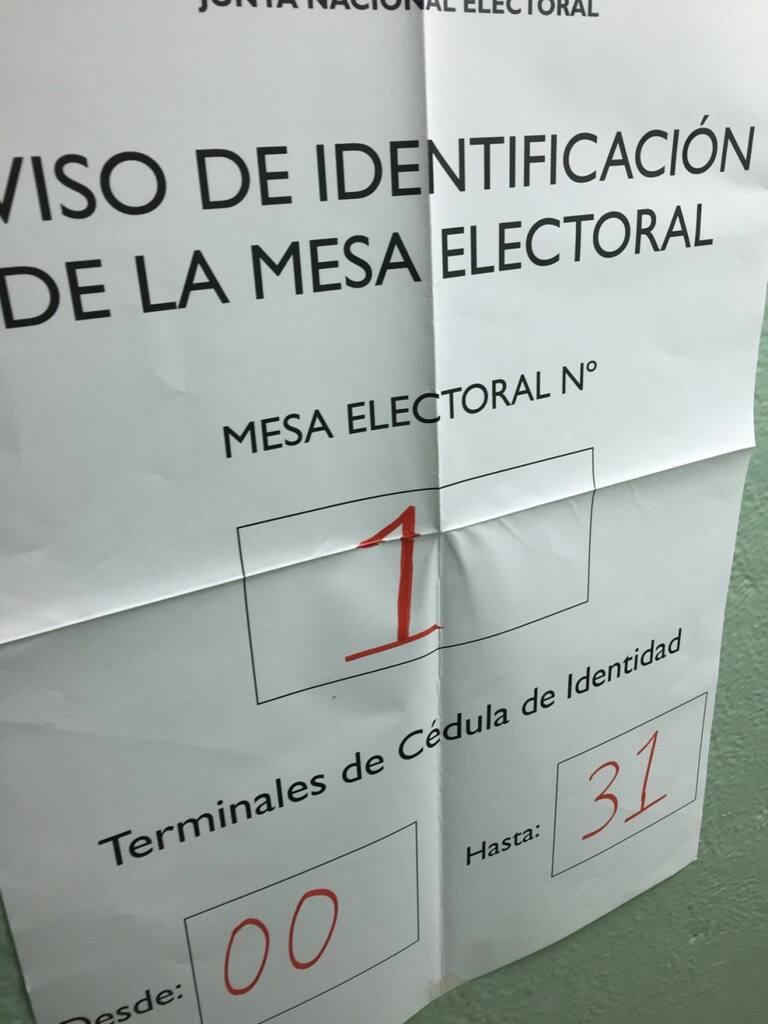 JUNTA NACIONAL ELECTORAL
VISO DE IDENTIFICACIÓN
DE LA MESA ELECTORAL
MESA ELECTORAL Nº
1
Terminales de Cédula de Identidad
Desde: 00 Hasta: 31